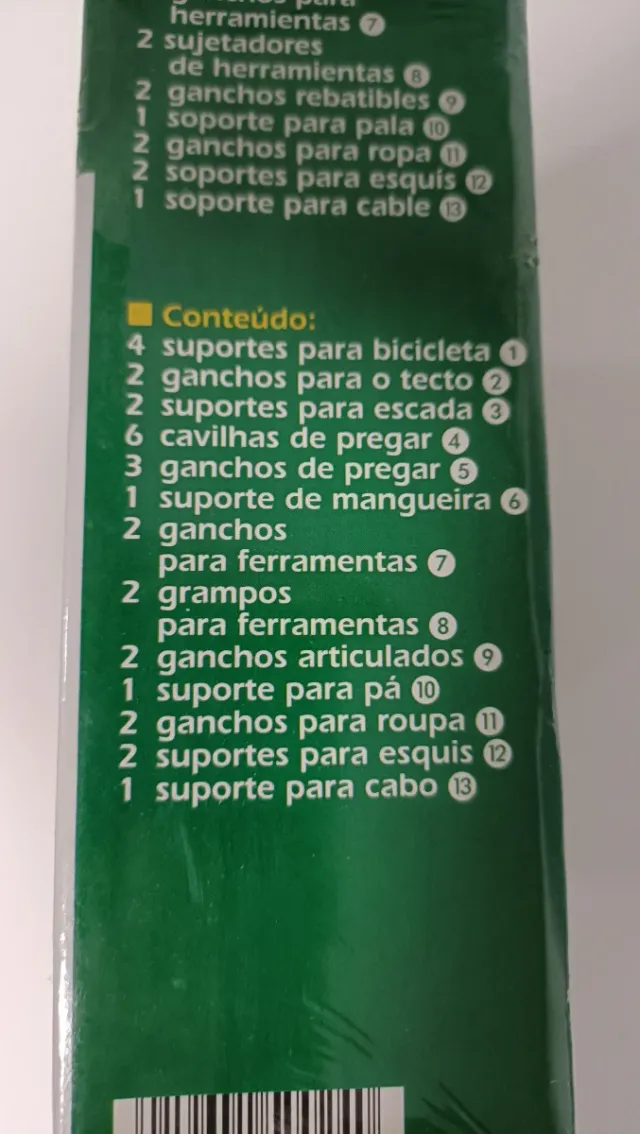 ganchos para
herramientas 7
2 sujetadores
de herramientas 8
2 ganchos rebatibles 9
1 soporte para pala 10
2 ganchos para ropa 11
2 soportes para esquís 12
1 soporte para cable 13
Conteúdo:
4 suportes para bicicleta 1
2 ganchos para o tecto 2
2 suportes para escada 3
6 cavilhas de pregar 4
3 ganchos de pregar 5
1 suporte de mangueira 6
2 ganchos
para ferramentas 7
2 grampos
para ferramentas 8
2 ganchos articulados 9
1 suporte para pá 10
2 ganchos para roupa 11
2 suportes para esquis 12
1 suporte para cabo 13